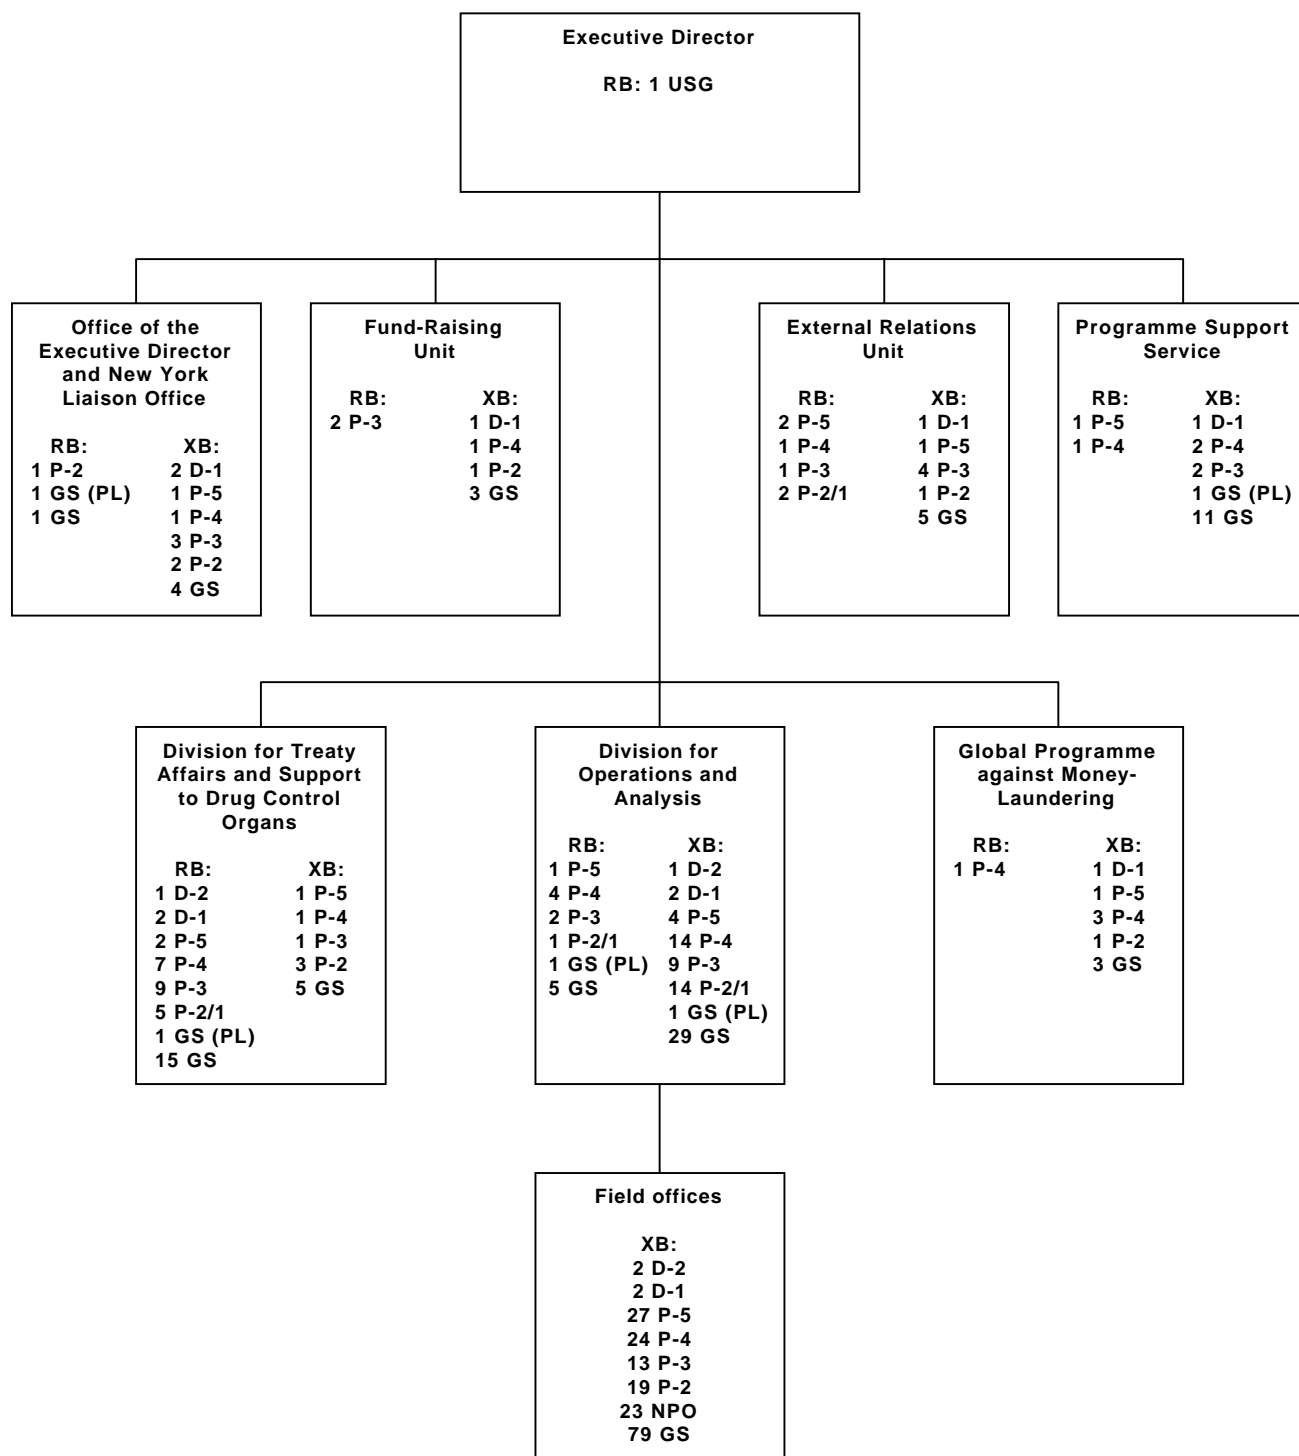 Executive Director
RB: 1 USG
Office of the
Executive Director
and New York
Liaison Office
RB:
1 P-2
1 GS (PL)
1 GS
XB:
2 D-1
1 P-5
1 P-4
3 P-3
2 P-2
4 GS
Fund-Raising
Unit
RB:
2 P-3
XB:
1 D-1
1 P-4
1 P-2
3 GS
External Relations
Unit
RB:
2 P-5
1 P-4
1 P-3
2 P-2/1
XB:
1 D-1
1 P-5
4 P-3
1 P-2
5 GS
Programme Support
Service
RB:
1 P-5
1 P-4
XB:
1 D-1
2 P-4
2 P-3
1 GS (PL)
11 GS
Division for Treaty
Affairs and Support
to Drug Control
Organs
RB:
1 D-2
2 D-1
2 P-5
7 P-4
9 P-3
5 P-2/1
1 GS (PL)
15 GS
XB:
1 P-5
1 P-4
1 P-3
3 P-2
5 GS
Division for
Operations and
Analysis
RB:
1 P-5
4 P-4
2 P-3
1 P-2/1
1 GS (PL)
5 GS
XB:
1 D-2
2 D-1
4 P-5
14 P-4
9 P-3
14 P-2/1
1 GS (PL)
29 GS
Global Programme
against Money-
Laundering
RB:
1 P-4
XB:
1 D-1
1 P-5
3 P-4
1 P-2
3 GS
Field offices
XB:
2 D-2
2 D-1
27 P-5
24 P-4
13 P-3
19 P-2
23 NPO
79 GS